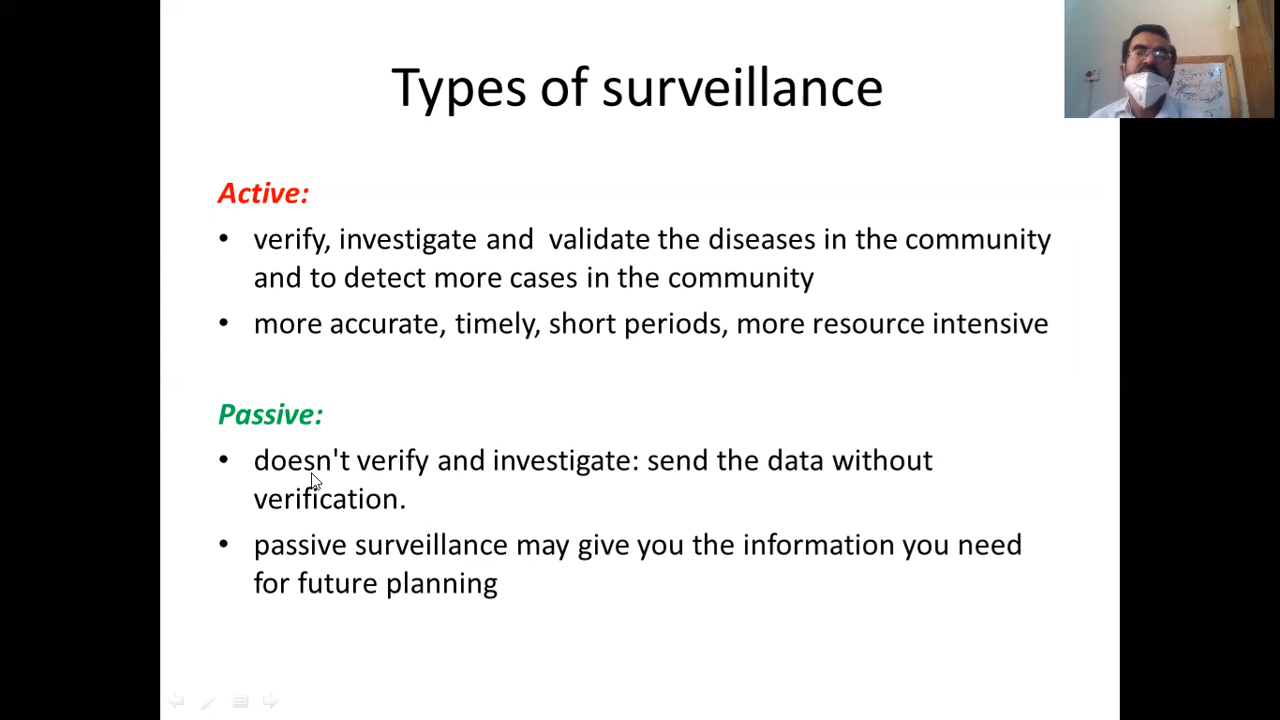 Types of surveillance
Active:
• verify, investigate and  validate the diseases in the community
and to detect more cases in the community
• more accurate, timely, short periods, more resource intensive
Passive:
• doesn't verify and investigate: send the data without
verification.
• passive surveillance may give you the information you need
for future planning